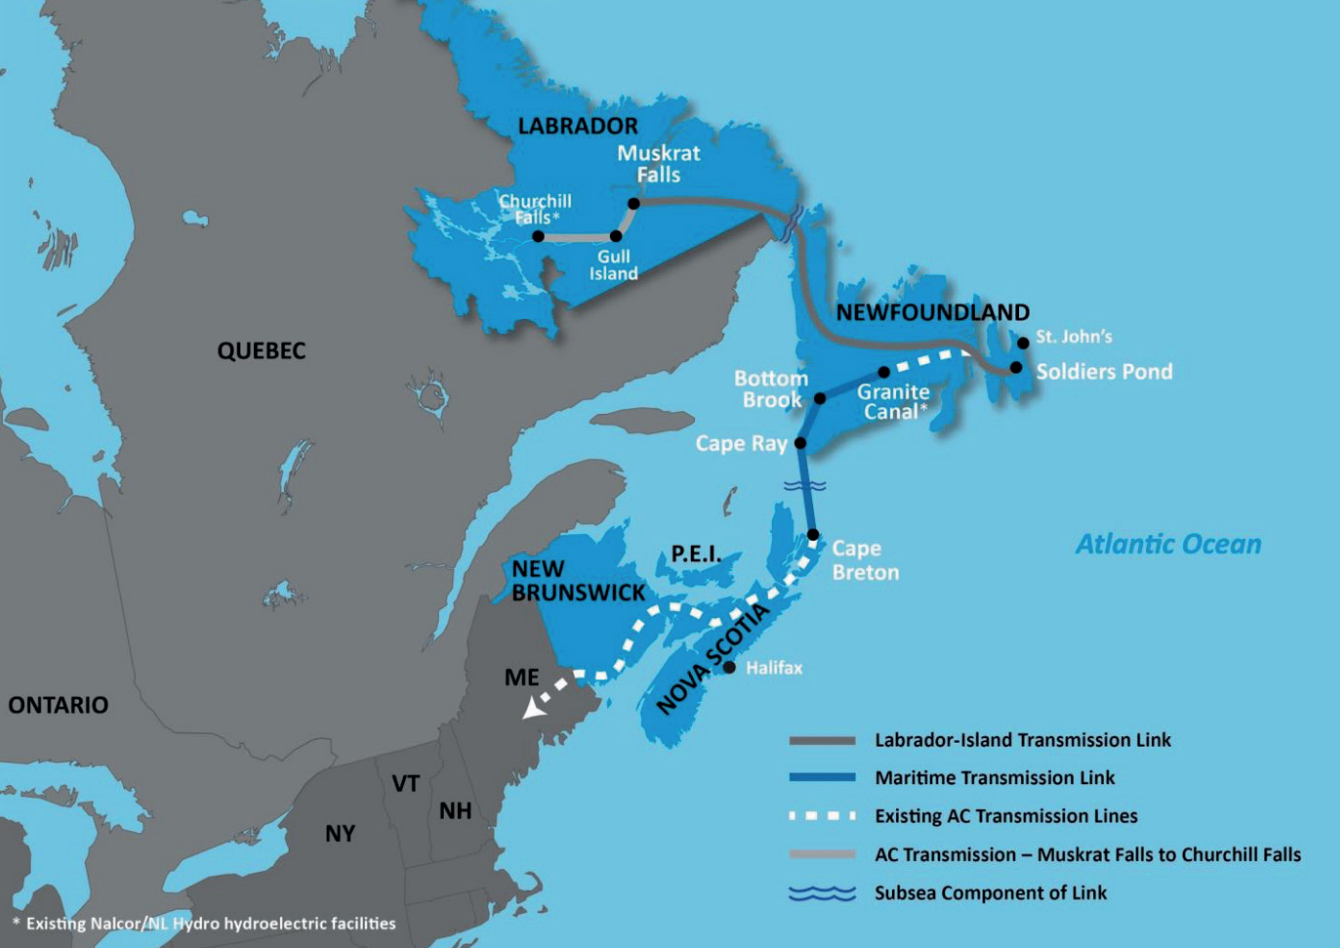 LABRADOR
Muskrat
Falls
Churchill
Falls*
Gull
Island
NEWFOUNDLAND
St. John's
Soldiers Pond
QUEBEC
Bottom
Brook
Granite
Canal*
Cape Ray
Atlantic Ocean
Cape
Breton
P.E.I.
NEW
BRUNSWICK
NOVA SCOTIA
Halifax
ME
ONTARIO
VT
NH
NY
Labrador-Island Transmission Link
Maritime Transmission Link
Existing AC Transmission Lines
AC Transmission – Muskrat Falls to Churchill Falls
Subsea Component of Link
* Existing Nalcor/NL Hydro hydroelectric facilities